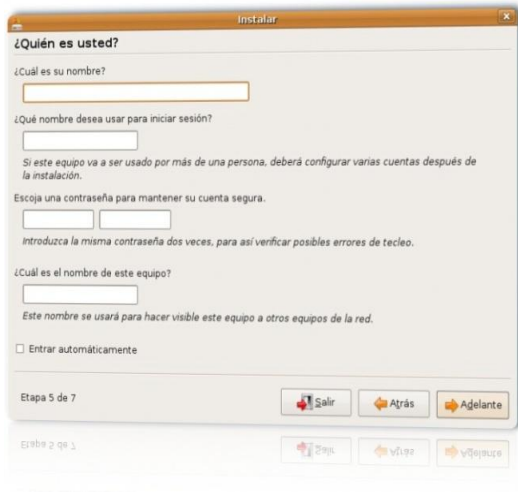 Instalar
¿Quién es usted?
¿Cuál es su nombre?
¿Qué nombre desea usar para iniciar sesión?
Si este equipo va a ser usado por más de una persona, deberá configurar varias cuentas después de
la instalación.
Escoja una contraseña para mantener su cuenta segura.
Introduzca la misma contraseña dos veces, para así verificar posibles errores de tecleo.
¿Cuál es el nombre de este equipo?
Este nombre se usará para hacer visible este equipo a otros equipos de la red.
Entrar automáticamente
Etapa 5 de 7
Salir
Atrás
Adelante